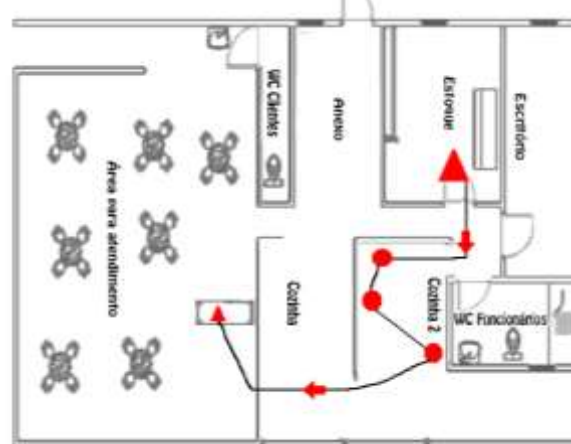 WC Clientes
Anexo
Estoque
Escritório
Área para atendimento
Cozinha
Cozinha 2
WC Funcionários